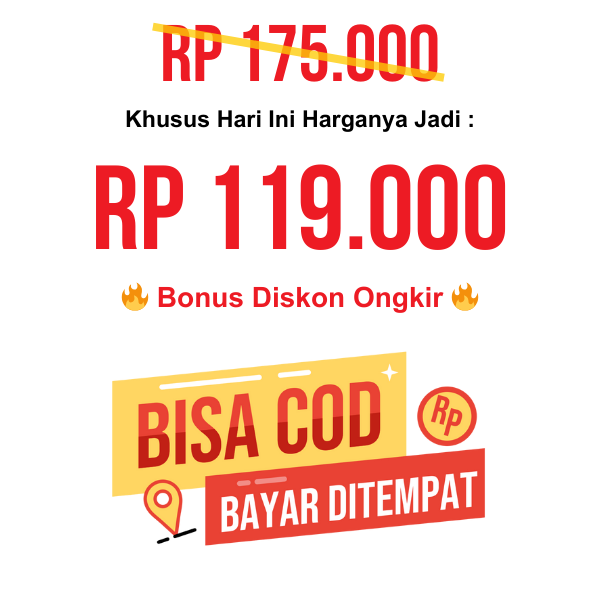 RP 175.000
Khusus Hari Ini Harganya Jadi :
RP 119.000
🔥 Bonus Diskon Ongkir 🔥
BISA COD
Rp
BAYAR DITEMPAT